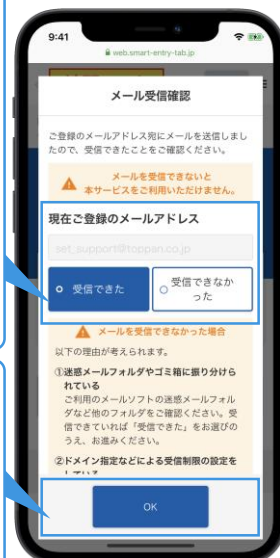 9:41
web.smart-entry-tab.jp
メール受信確認
ご登録のメールアドレス宛にメールを送信しまし
たので、受信できたことをご確認ください。
メールを受信できないと
本サービスをご利用いただけません。
現在ご登録のメールアドレス
set_support@toppan.co.jp
受信できた
受信できなか
った
メールを受信できなかった場合
以下の理由が考えられます。
①迷惑メールフォルダやゴミ箱に振り分けら
れている
ご利用のメールソフトの迷惑メールフォル
ダなど他のフォルダをご確認ください。受
信できていれば「受信できた」をお選びの
うえ、お進みください。
②ドメイン指定などによる受信制限の設定を
している
OK